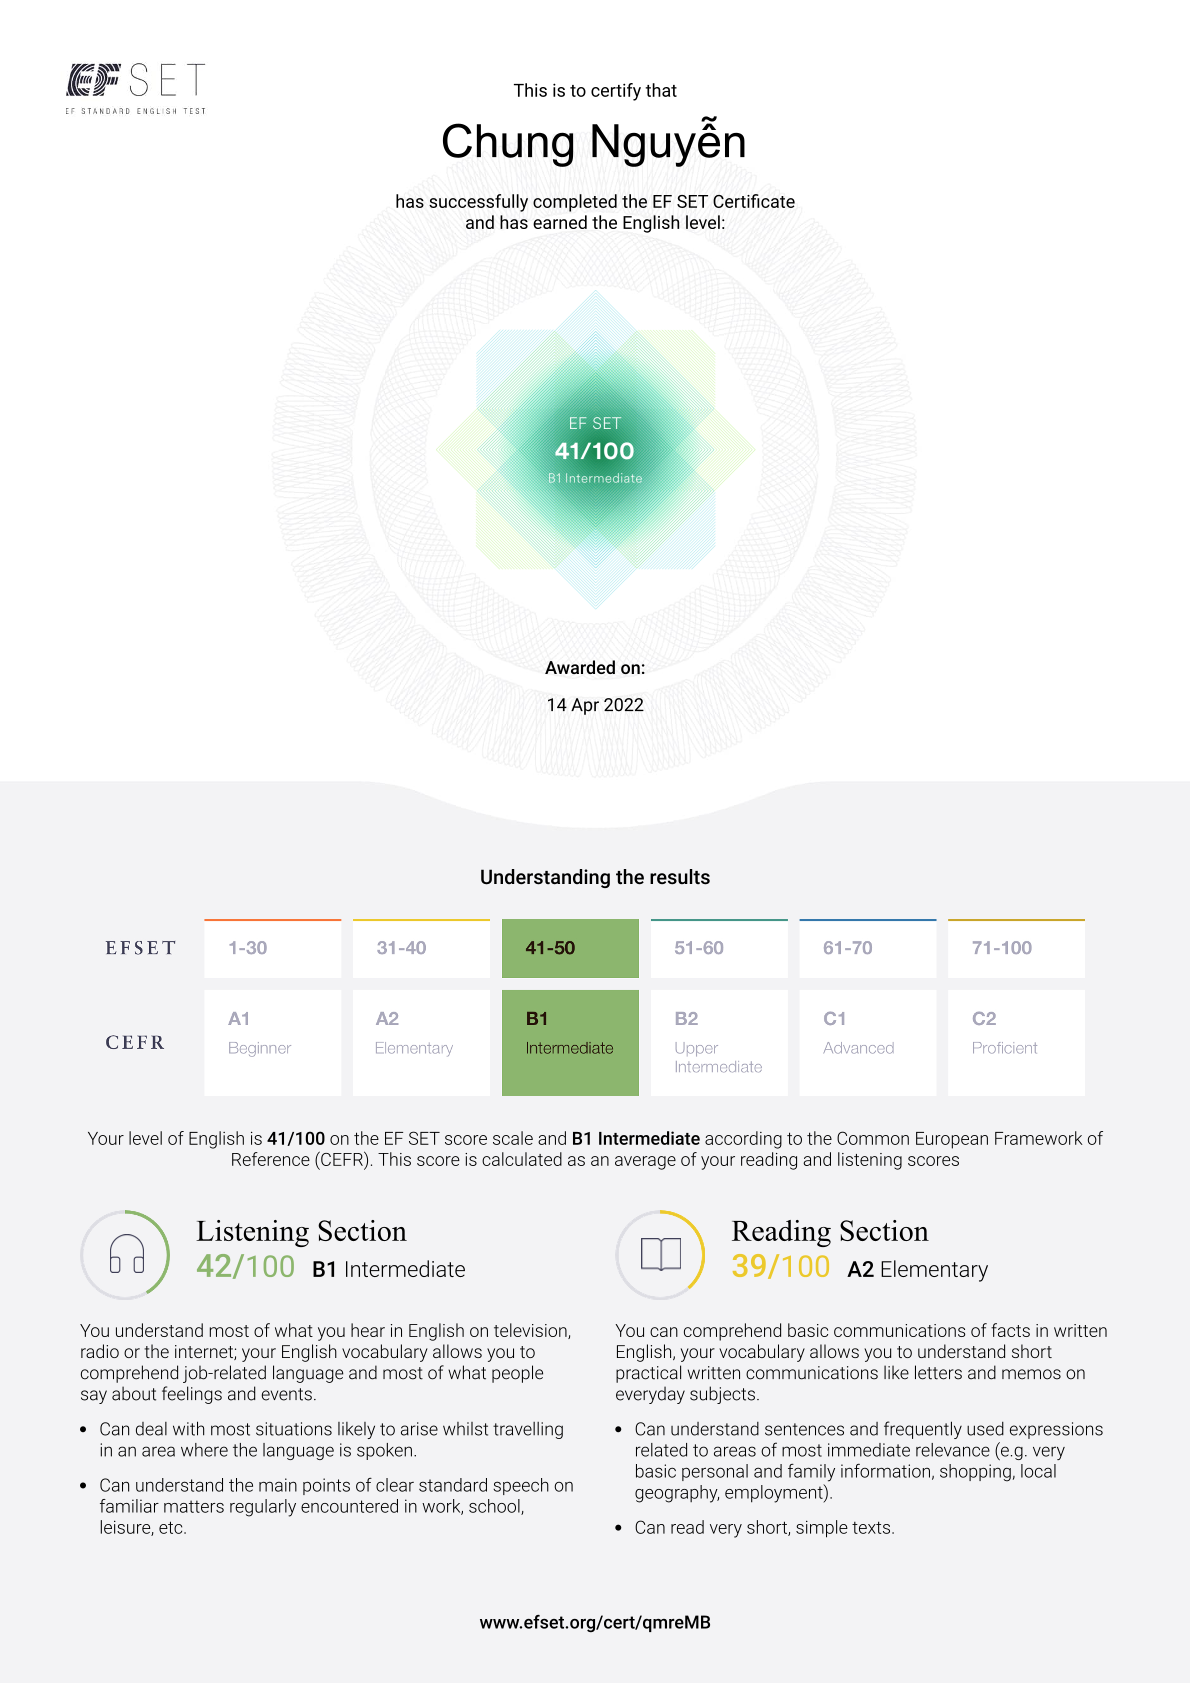 EF SET
EF STANDARD ENGLISH TEST
This is to certify that
Chung Nguyễn
has successfully completed the EF SET Certificate
and has earned the English level:
EF SET
41/100
B1 Intermediate
Awarded on:
14 Apr 2022
Understanding the results
EFSET 1-30 31-40 41-50 51-60 61-70 71-100
CEFR
A1 A2 B1 B2 C1 C2
Beginner Elementary Intermediate Upper Advanced Proficient
Intermediate
Your level of English is 41/100 on the EF SET score scale and B1 Intermediate according to the Common European Framework of
Reference (CEFR). This score is calculated as an average of your reading and listening scores
Listening Section
42/100 B1 Intermediate
You understand most of what you hear in English on television,
radio or the internet; your English vocabulary allows you to
comprehend job-related language and most of what people
say about feelings and events.
• Can deal with most situations likely to arise whilst travelling
in an area where the language is spoken.
• Can understand the main points of clear standard speech on
familiar matters regularly encountered in work, school,
leisure, etc.
Reading Section
39/100 A2 Elementary
You can comprehend basic communications of facts in written
English, your vocabulary allows you to understand short
practical written communications like letters and memos on
everyday subjects.
• Can understand sentences and frequently used expressions
related to areas of most immediate relevance (e.g. very
basic personal and family information, shopping, local
geography, employment).
• Can read very short, simple texts.
www.efset.org/cert/qmreMB